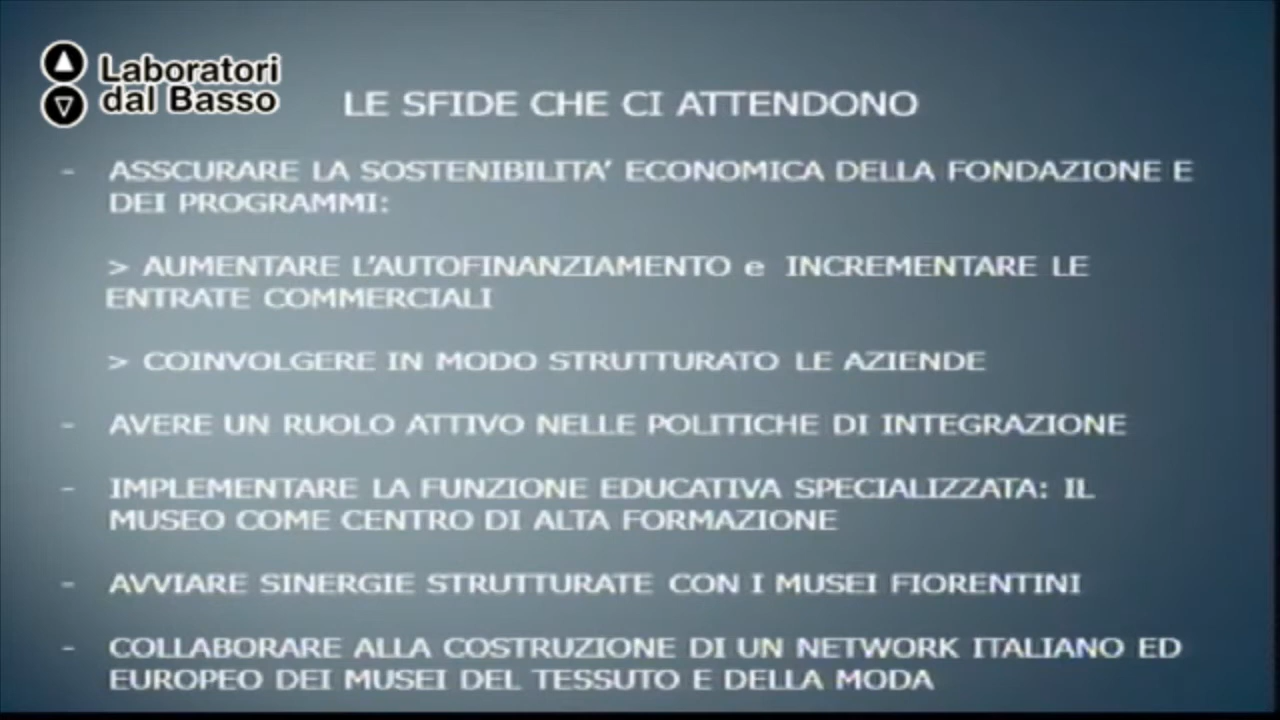 Laboratori
dal Basso
LE SFIDE CHE CI ATTENDONO
- ASSCURARE LA SOSTENIBILITA' ECONOMICA DELLA FONDAZIONE E
DEI PROGRAMMI:
> AUMENTARE L'AUTOFINANZIAMENTO e INCREMENTARE LE
ENTRATE COMMERCIALI
> COINVOLGERE IN MODO STRUTTURATO LE AZIENDE
- AVERE UN RUOLO ATTIVO NELLE POLITICHE DI INTEGRAZIONE
- IMPLEMENTARE LA FUNZIONE EDUCATIVA SPECIALIZZATA: IL
MUSEO COME CENTRO DI ALTA FORMAZIONE
- AVVIARE SINERGIE STRUTTURATE CON I MUSEI FIORENTINI
- COLLABORARE ALLA COSTRUZIONE DI UN NETWORK ITALIANO ED
EUROPEO DEI MUSEI DEL TESSUTO E DELLA MODA